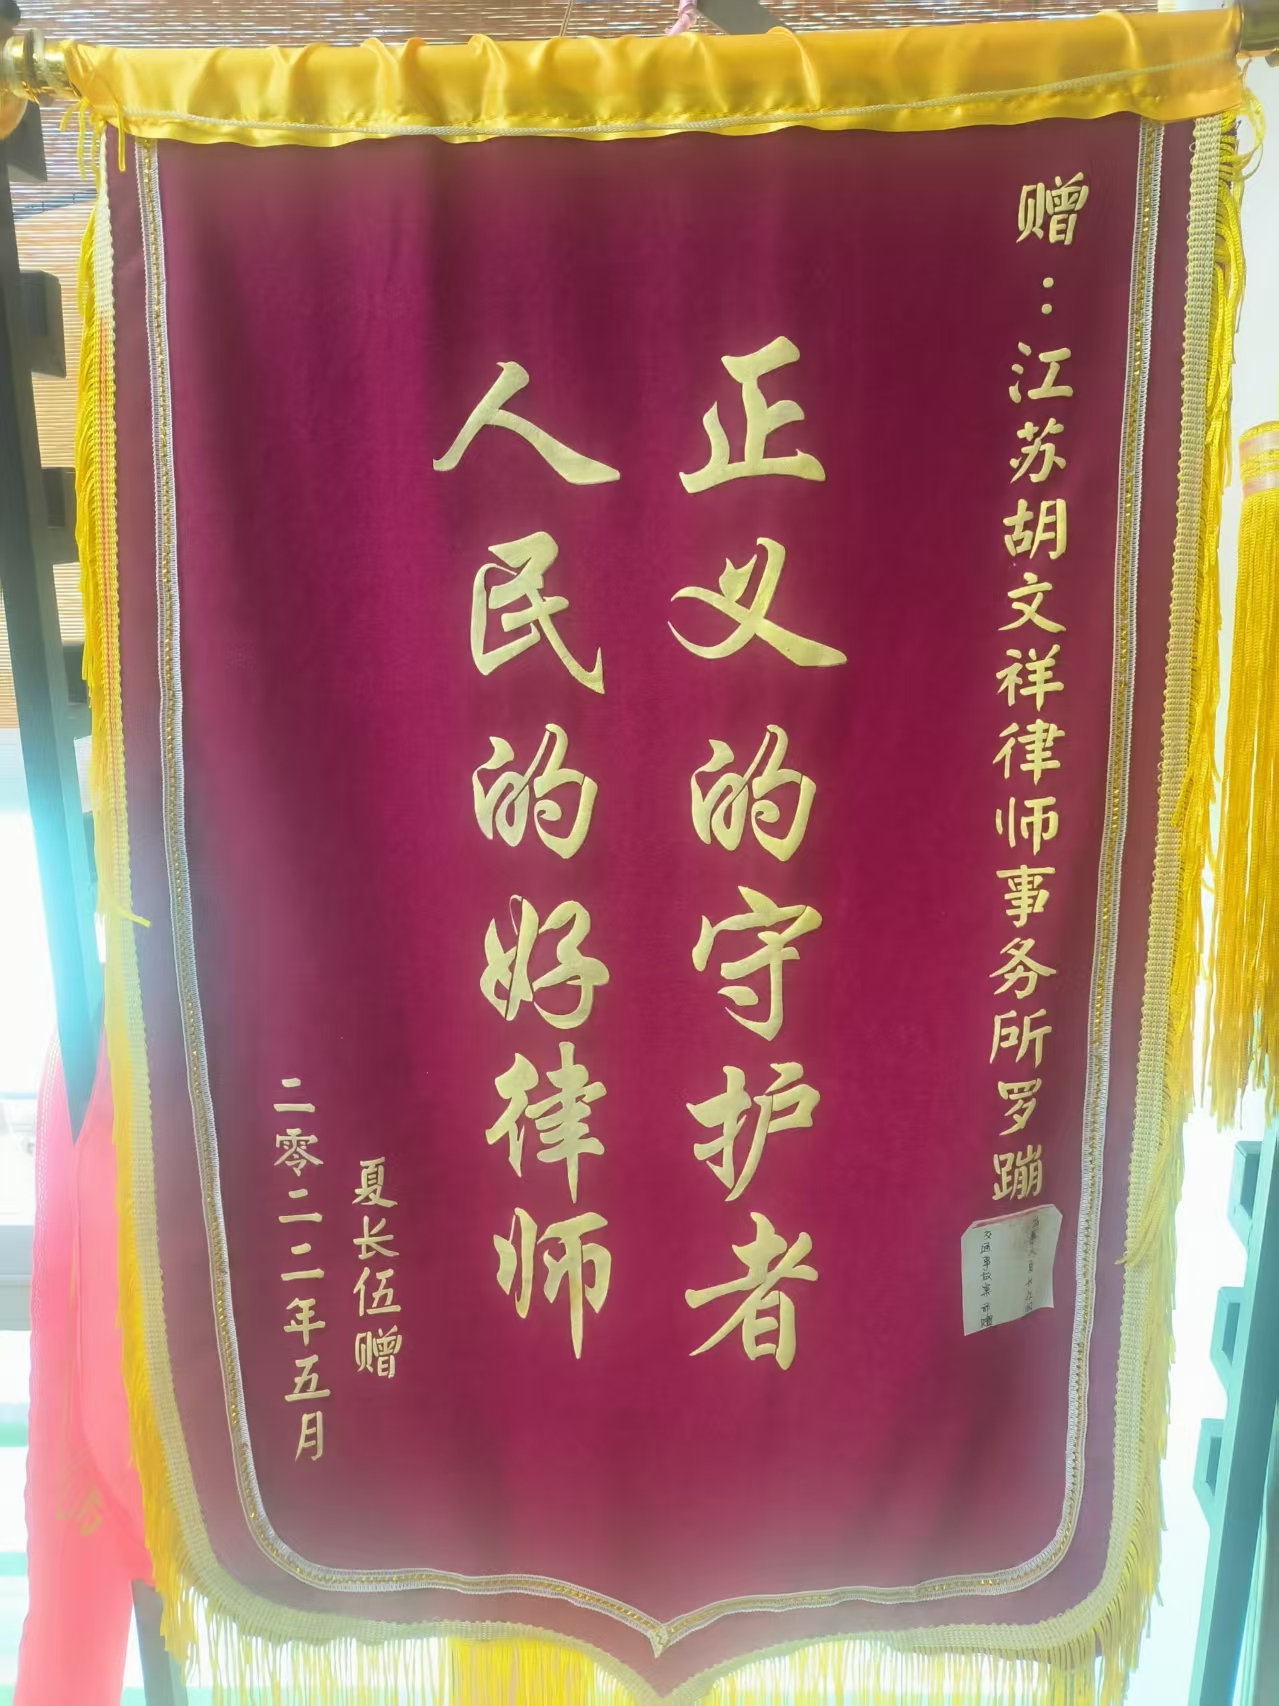 赠：江苏胡文祥律师事务所罗蹦
正义的守护者
人民的好律师
夏长伍赠
二零二二年五月